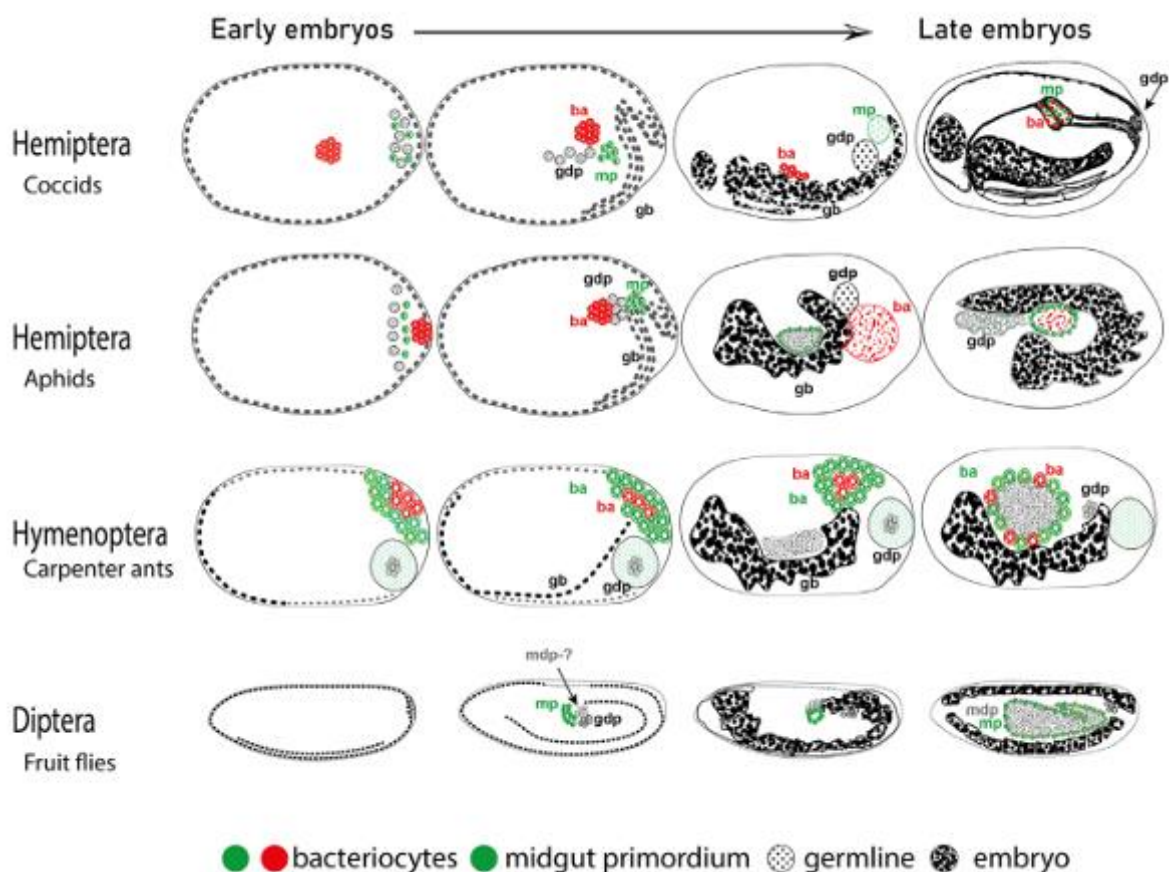 Early embryos
Late embryos
Hemiptera
Coccids
ba
gdp
mp
gb
ba
mp
gdp
gb
mp
ba
gdp
Hemiptera
Aphids
gdp
mp
ba
gb
gdp
ba
gb
gdp
Hymenoptera
Carpenter ants
ba
ba
gb
gdp
ba
ba
gdp
gb
ba
ba
gdp
Diptera
Fruit flies
mdp-?
mp
gdp
mdp
mp
bacteriocytes midgut primordium germline embryo